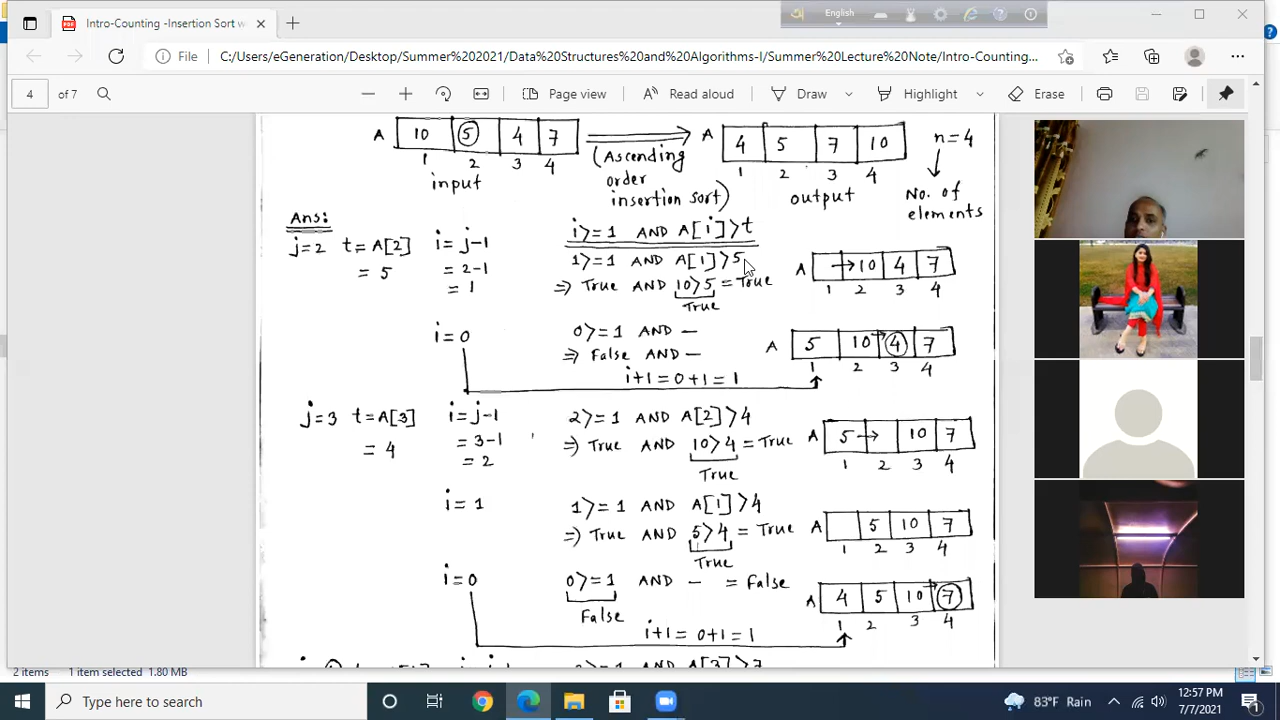 Intro-Counting -Insertion Sort w
English
File
C:/Users/eGeneration/Desktop/Summer%202021/Data%20Structures%20and%20Algorithms-I/Summer%20Lecture%20Note/Intro-Counting...
4 of 7
Page view
Read aloud
Draw
Highlight
Erase
A 10 5 4 7
1 2 3 4
input
(Ascending
order
insertion sort)
A 4 5 7 10
1 2 3 4
output
n=4
No. of
elements
Ans:
j=2 t=A[2] i=j-1 i>=1 AND A[i]>t
= 5 = 2-1 1>=1 AND A[1]>5 A →10 4 7
= 1 => True AND 10>5 = True 1 2 3 4
True
i=0 0>=1 AND — A 5 10 4 7
=> False AND — 1 2 3 4
i+1=0+1=1
j=3 t=A[3] i=j-1 2>=1 AND A[2]>4 A 5→ 10 7
= 4 = 3-1 => True AND 10>4 = True 1 2 3 4
= 2 True
i=1 1>=1 AND A[1]>4 A 5 10 7
=> True AND 5>4 = True 1 2 3 4
True
i=0 0>=1 AND — = False A 4 5 10 7
False 1 2 3 4
i+1=0+1=1
AND A[3]>7
2 items 1 item selected 1.80 MB
Type here to search
83°F Rain
12:57 PM
7/7/2021